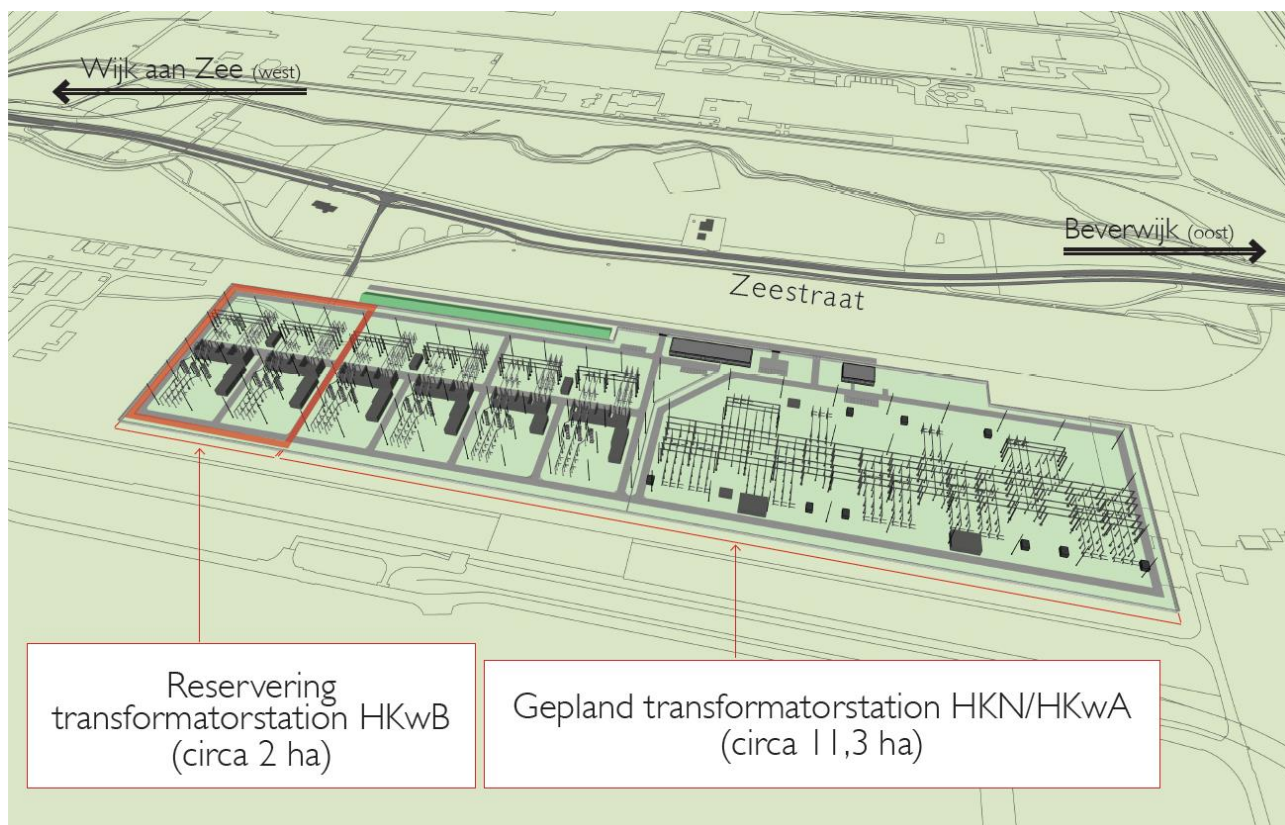 Wijk aan Zee (west)
Beverwijk (oost)
Zeestraat
Reservering
transformatorstation HKwB
(circa 2 ha)
Gepland transformatorstation HKN/HKwA
(circa 11,3 ha)